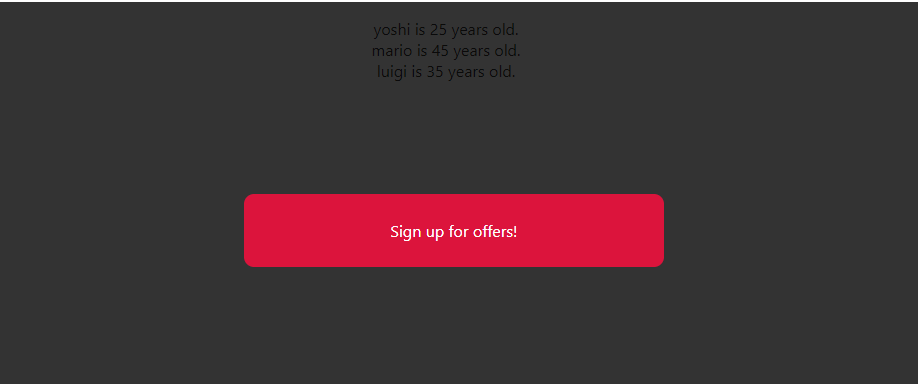 yoshi is 25 years old.
mario is 45 years old.
luigi is 35 years old.
Sign up for offers!